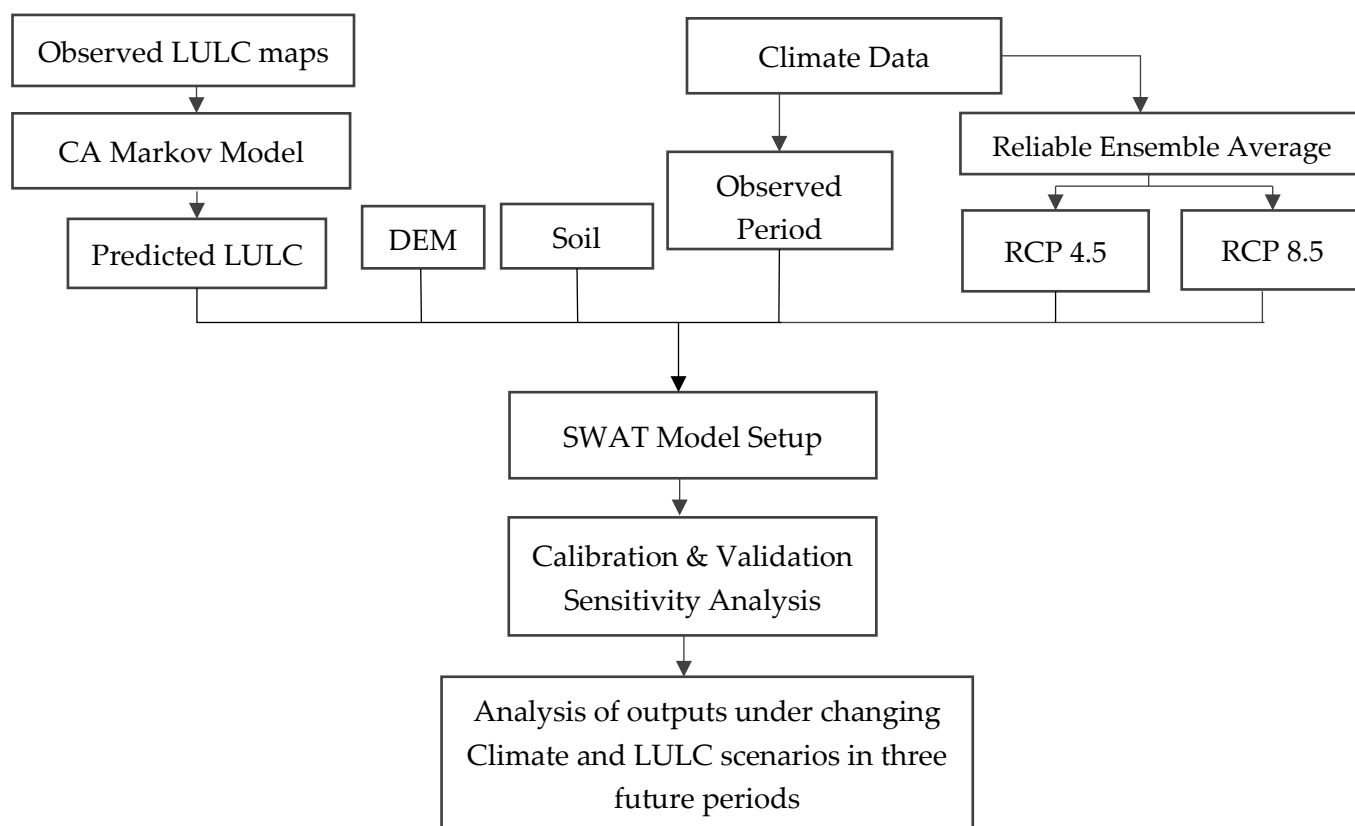 Observed LULC maps
Climate Data
CA Markov Model
Reliable Ensemble Average
Observed
Period
Predicted LULC
DEM
Soil
RCP 4.5
RCP 8.5
SWAT Model Setup
Calibration & Validation
Sensitivity Analysis
Analysis of outputs under changing
Climate and LULC scenarios in three
future periods